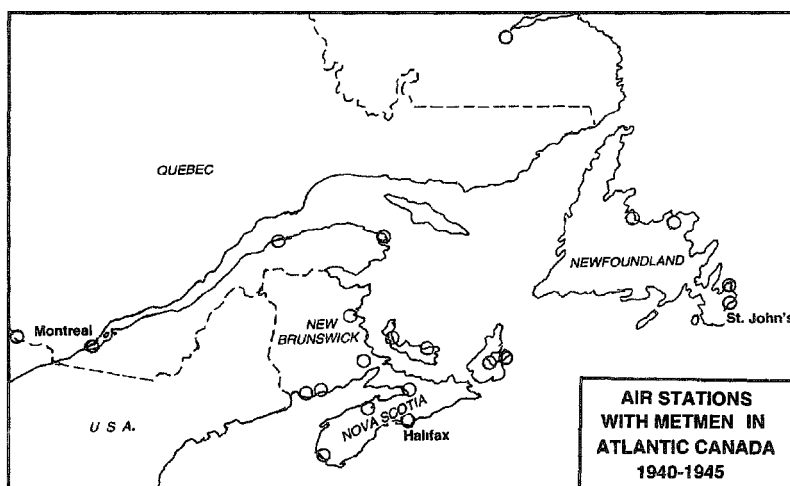 QUEBEC
NEWFOUNDLAND
St. John's
Montreal
NEW
BRUNSWICK
U S A.
NOVA SCOTIA
Halifax
AIR STATIONS
WITH METMEN IN
ATLANTIC CANADA
1940-1945